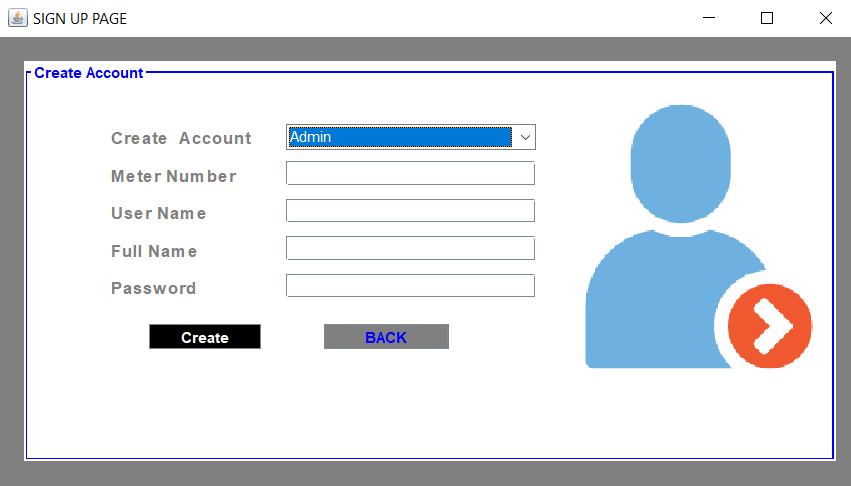 SIGN UP PAGE
Create Account
Create Account Admin
Meter Number
User Name
Full Name
Password
Create BACK